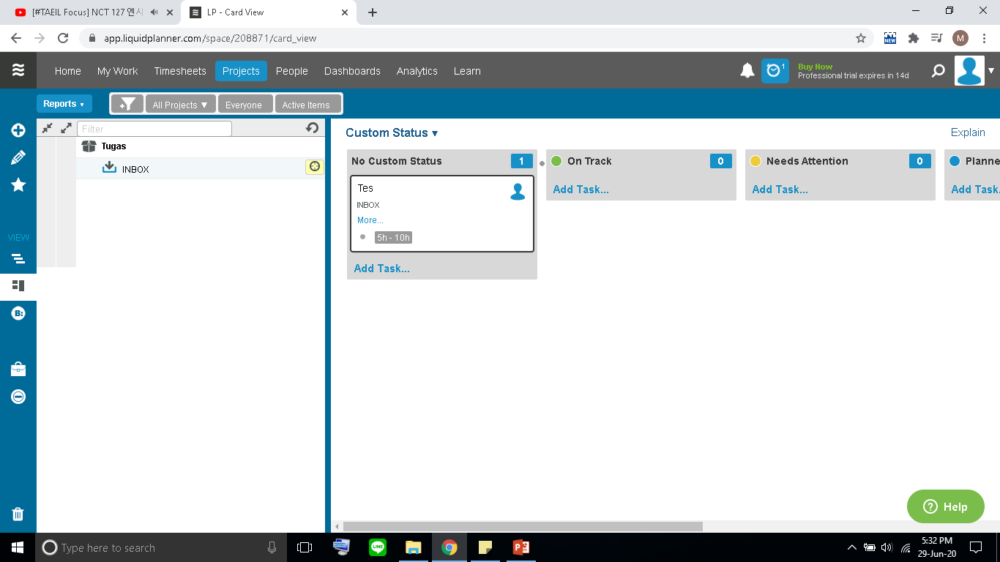 [#TAEIL Focus] NCT 127 엔시
LP - Card View
app.liquidplanner.com/space/208871/card_view
NEW
M
Home My Work Timesheets Projects People Dashboards Analytics Learn
1
Buy Now
Professional trial expires in 14d
Reports
All Projects
Everyone
Active Items
Filter
Tugas
INBOX
VIEW
B:
Custom Status
Explain
No Custom Status 1
Tes
INBOX
More...
5h - 10h
Add Task...
On Track 0
Add Task...
Needs Attention 0
Add Task...
Planne
Add Task.
Help
Type here to search
LINE
5:32 PM
29-Jun-20